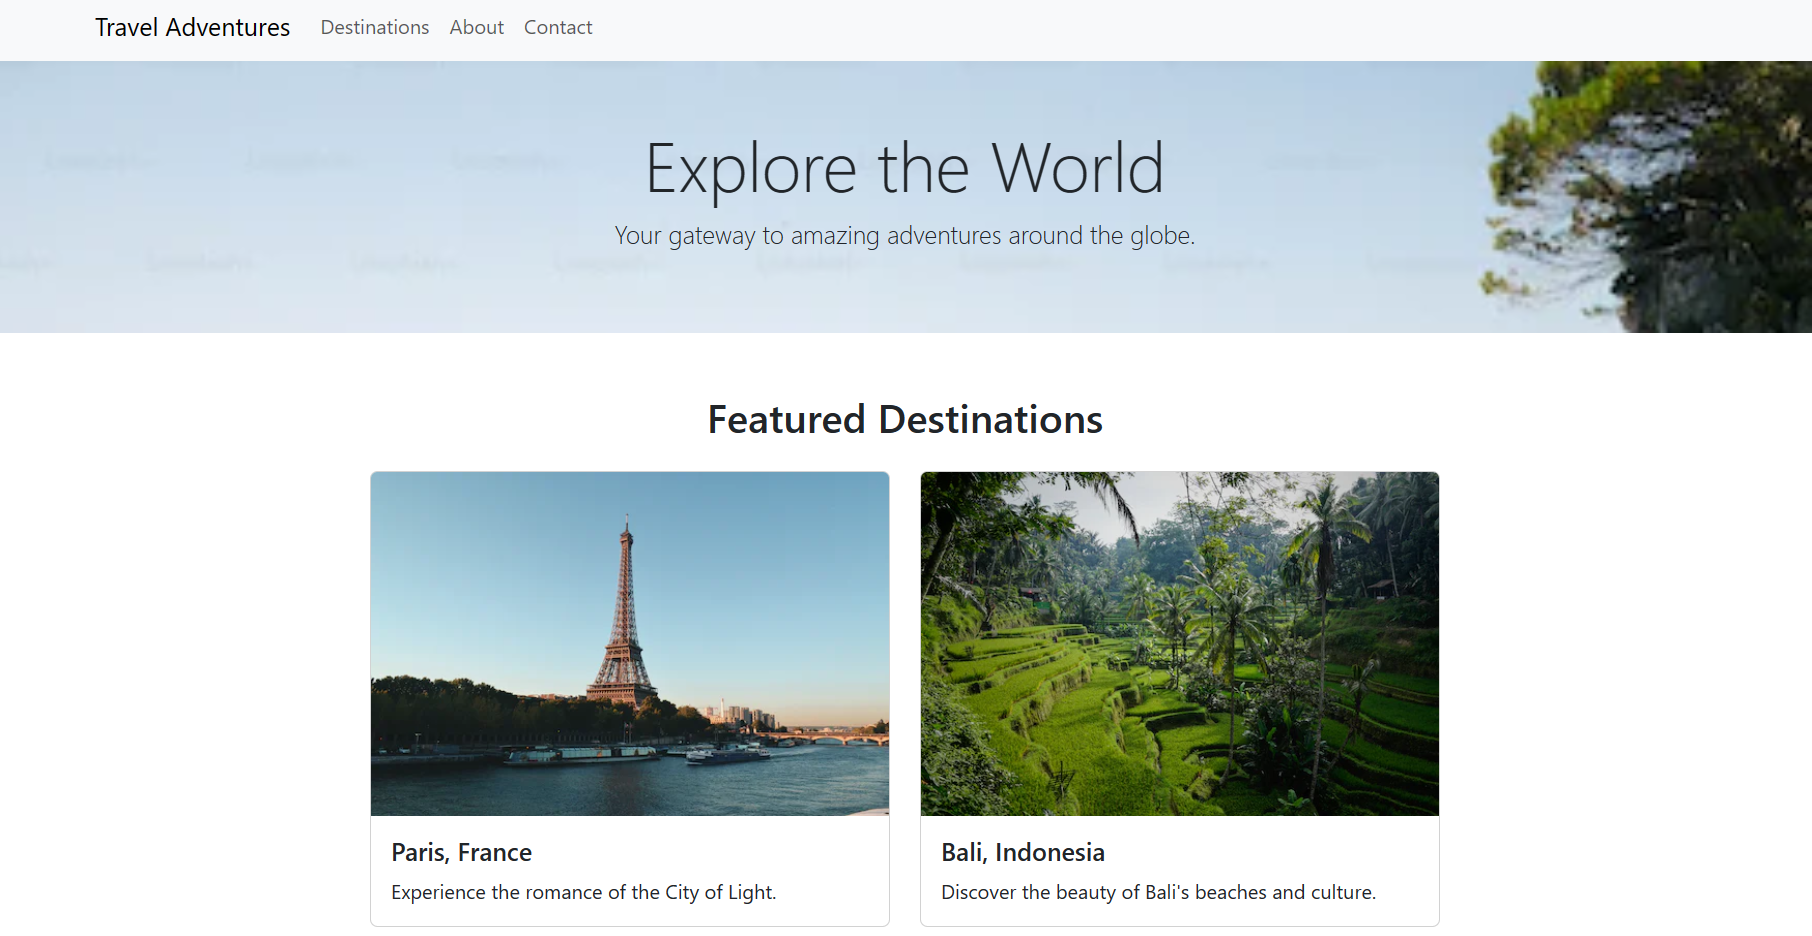 Travel Adventures Destinations About Contact
Explore the World
Your gateway to amazing adventures around the globe.
Featured Destinations
Paris, France
Experience the romance of the City of Light.
Bali, Indonesia
Discover the beauty of Bali's beaches and culture.